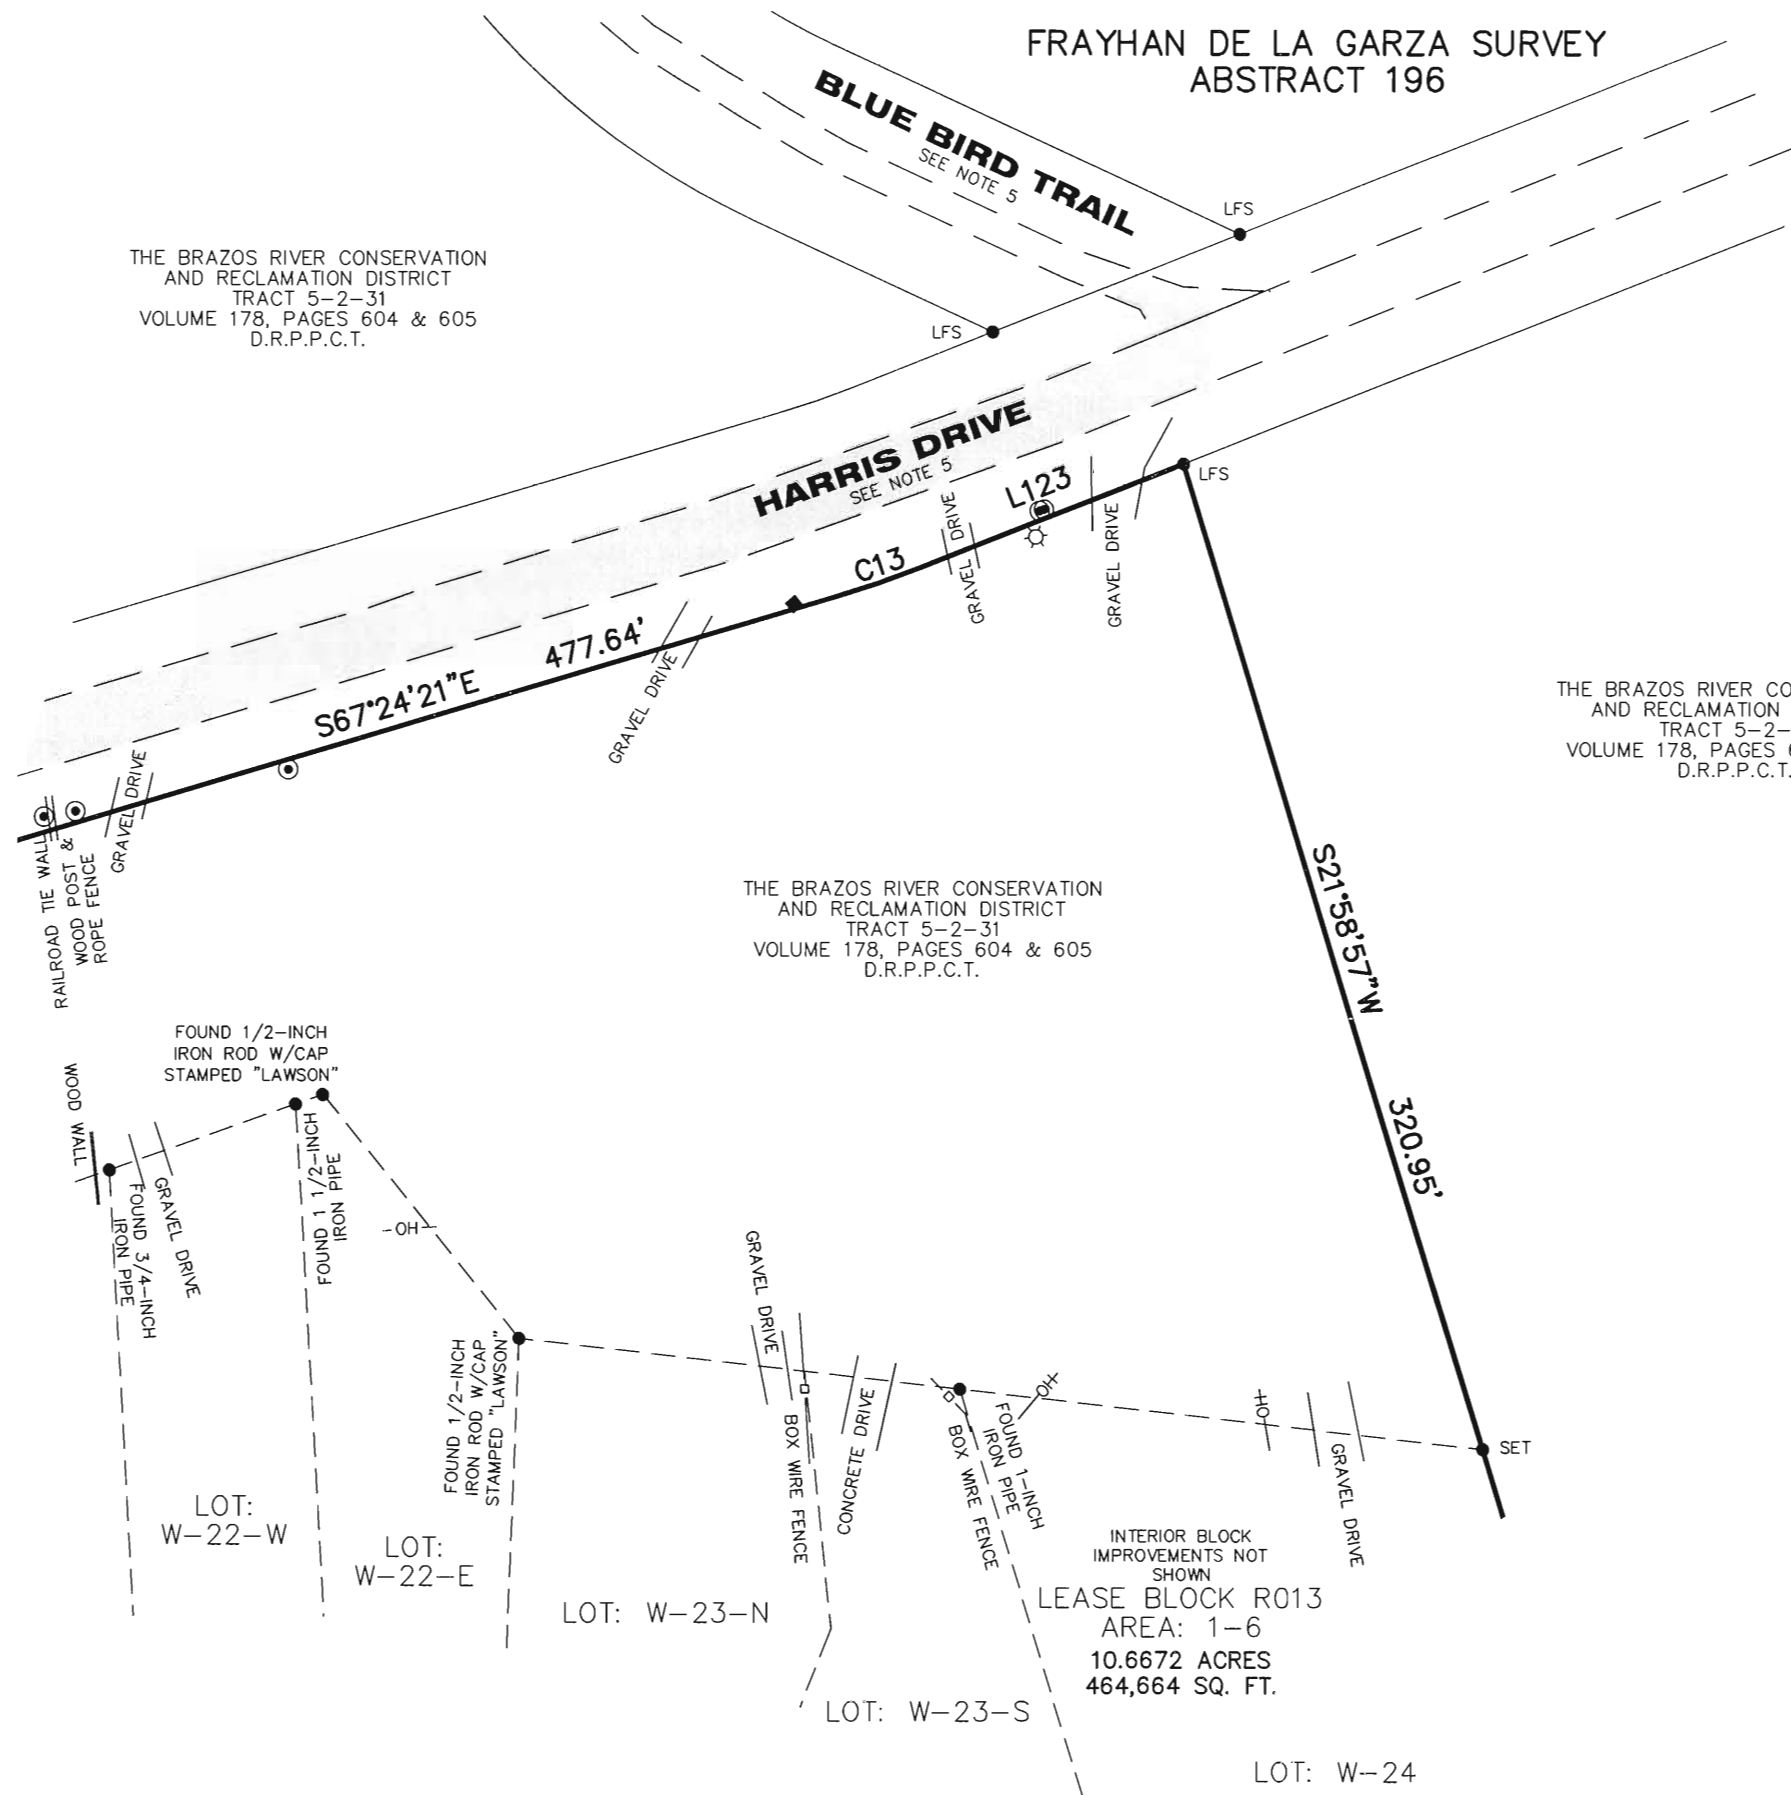 FRAYHAN DE LA GARZA SURVEY
ABSTRACT 196
BLUE BIRD TRAIL
SEE NOTE 5
LFS
THE BRAZOS RIVER CONSERVATION
AND RECLAMATION DISTRICT
TRACT 5-2-31
VOLUME 178, PAGES 604 & 605
D.R.P.P.C.T.
LFS
HARRIS DRIVE
SEE NOTE 5
L123
LFS
C13
GRAVEL DRIVE
GRAVEL DRIVE
477.64'
S67°24'21"E
GRAVEL DRIVE
GRAVEL DRIVE
THE BRAZOS RIVER CO
AND RECLAMATION
TRACT 5-2-
VOLUME 178, PAGES 6
D.R.P.P.C.T.
RAILROAD TIE WALL
WOOD POST &
ROPE FENCE
THE BRAZOS RIVER CONSERVATION
AND RECLAMATION DISTRICT
TRACT 5-2-31
VOLUME 178, PAGES 604 & 605
D.R.P.P.C.T.
S21°58'57"W
320.95'
FOUND 1/2-INCH
IRON ROD W/CAP
STAMPED "LAWSON"
WOOD WALL
FOUND 3/4-INCH
IRON PIPE
GRAVEL DRIVE
FOUND 1 1/2-INCH
IRON PIPE
OH
FOUND 1/2-INCH
IRON ROD W/CAP
STAMPED "LAWSON"
GRAVEL DRIVE
BOX WIRE FENCE
CONCRETE DRIVE
BOX WIRE FENCE
FOUND 1-INCH
IRON PIPE
OH
OH
GRAVEL DRIVE
SET
LOT:
W-22-W
LOT:
W-22-E
LOT: W-23-N
INTERIOR BLOCK
IMPROVEMENTS NOT
SHOWN
LEASE BLOCK R013
AREA: 1-6
10.6672 ACRES
464,664 SQ. FT.
LOT: W-23-S
LOT: W-24